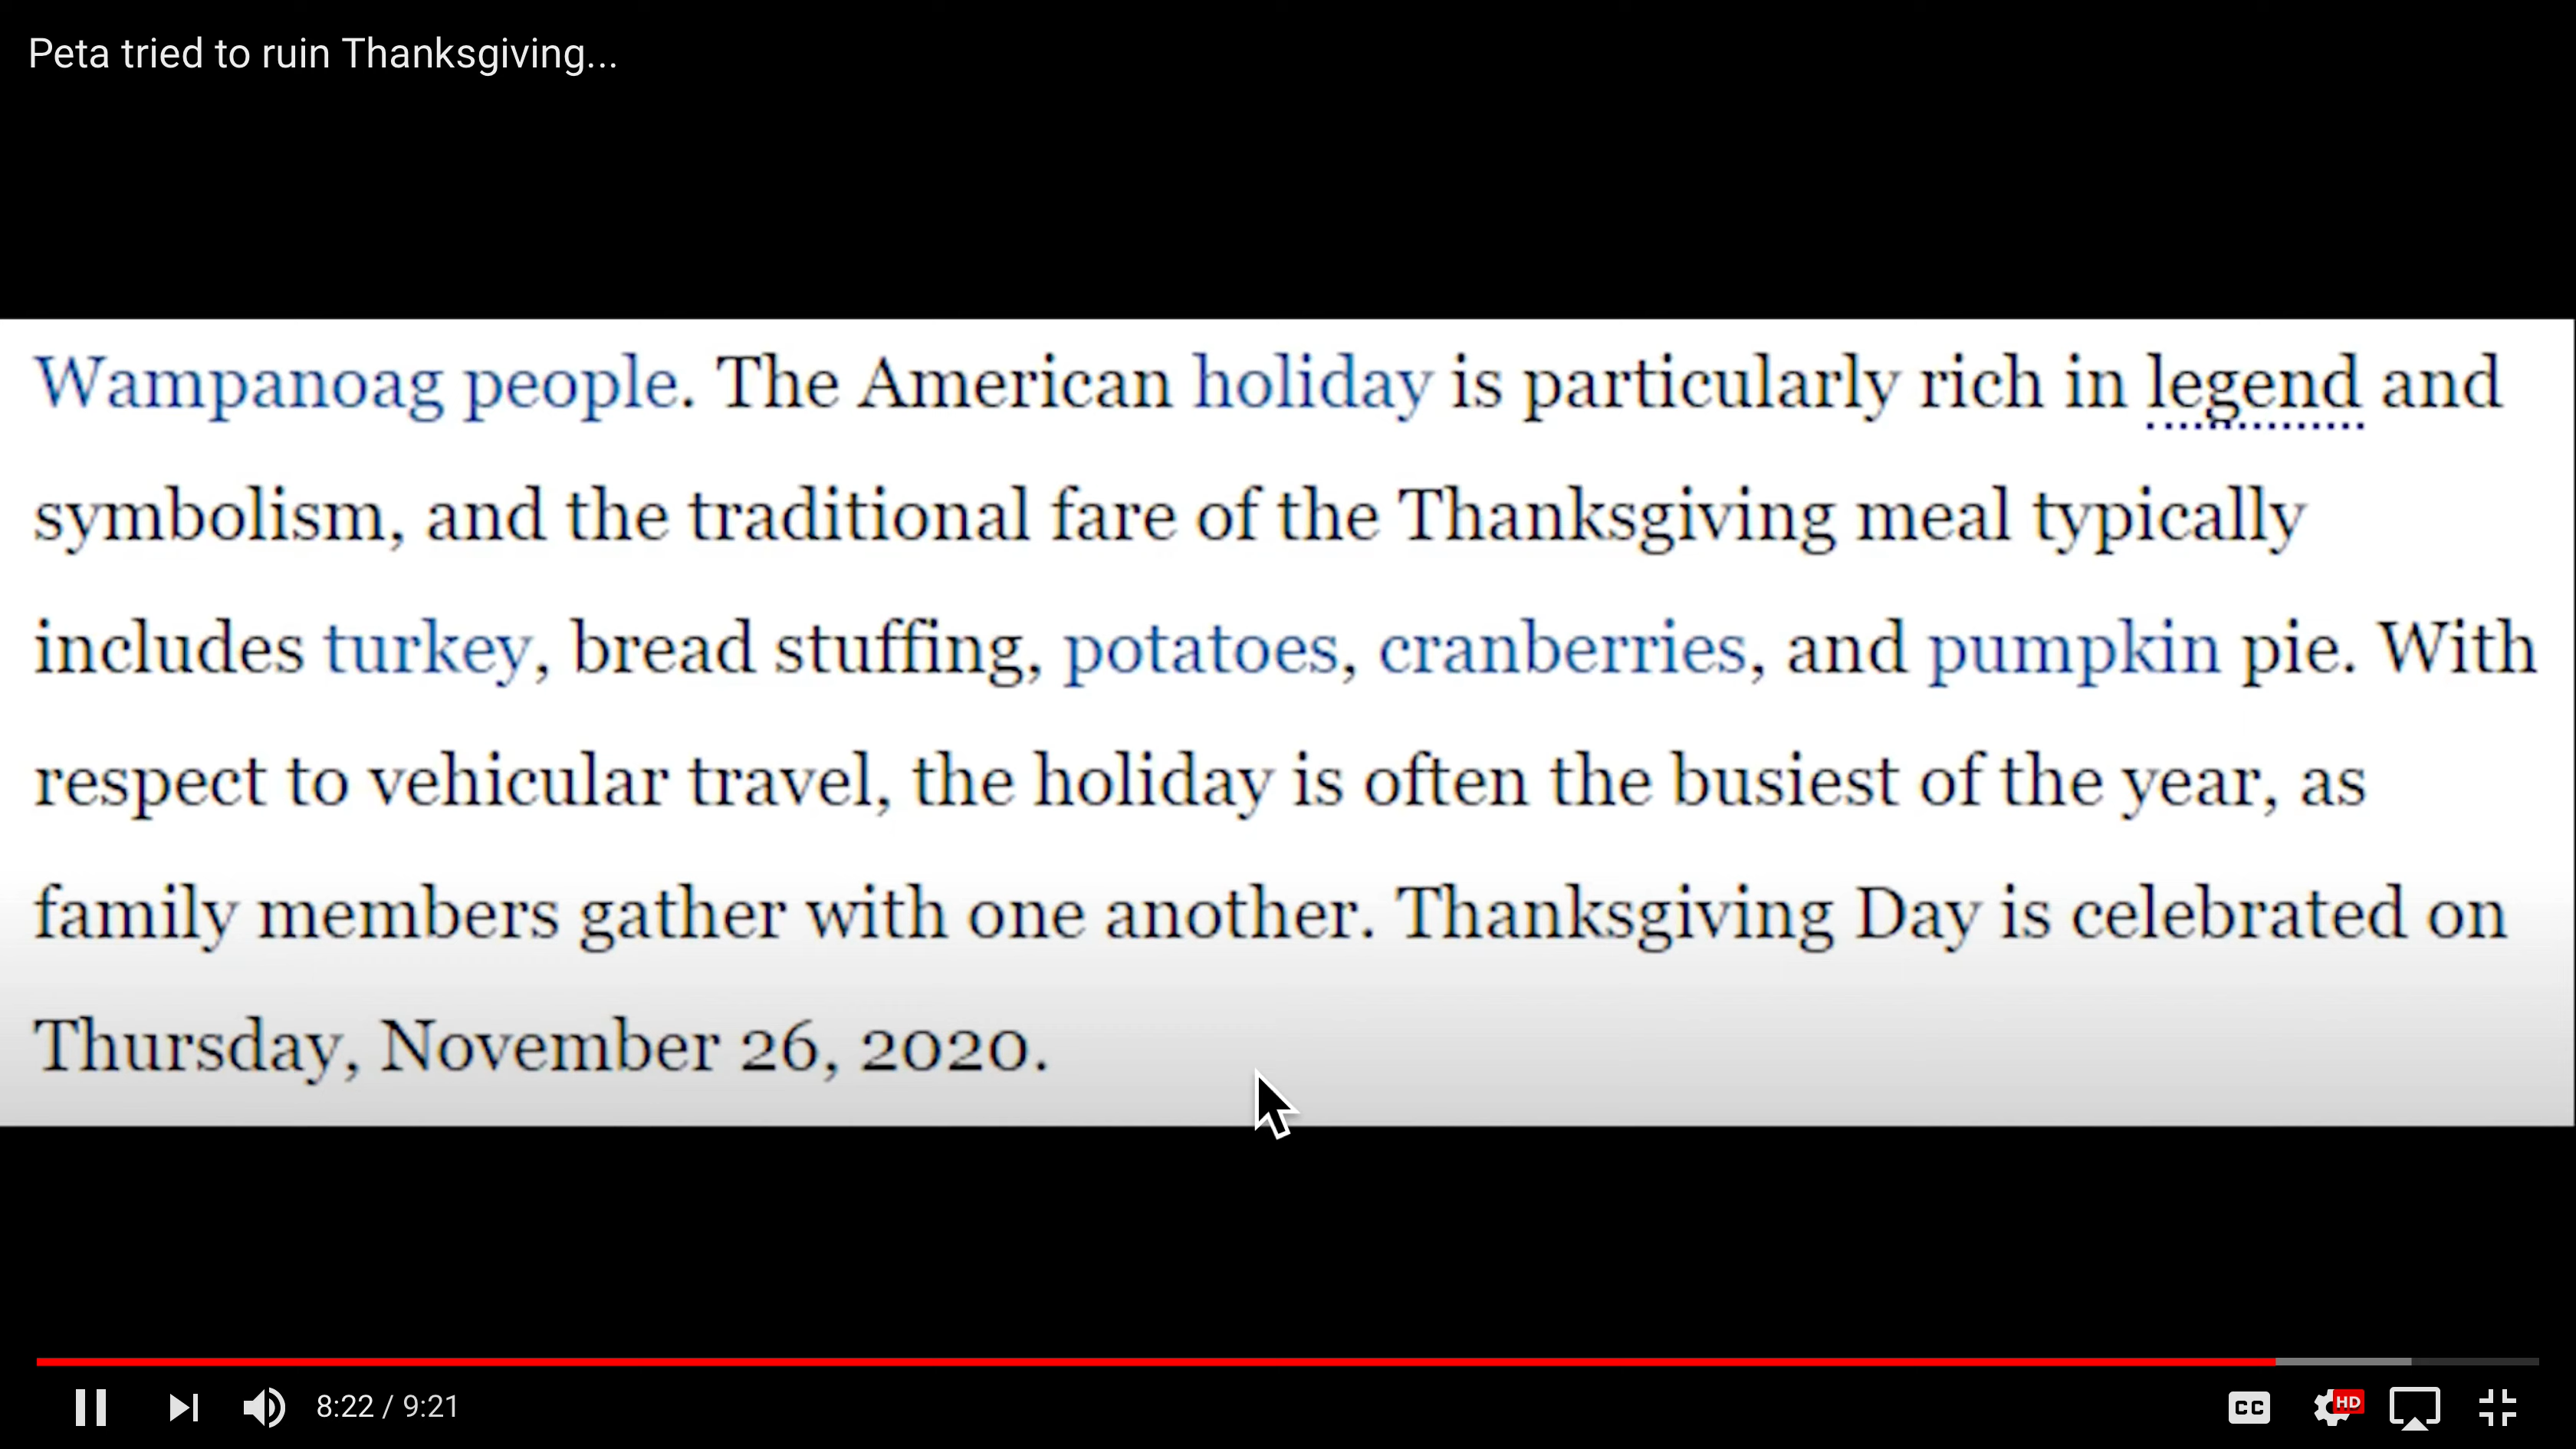 Peta tried to ruin Thanksgiving...
Wampanoag people. The American holiday is particularly rich in legend and
symbolism, and the traditional fare of the Thanksgiving meal typically
includes turkey, bread stuffing, potatoes, cranberries, and pumpkin pie. With
respect to vehicular travel, the holiday is often the busiest of the year, as
family members gather with one another. Thanksgiving Day is celebrated on
Thursday, November 26, 2020.
8:22 / 9:21
CC
HD